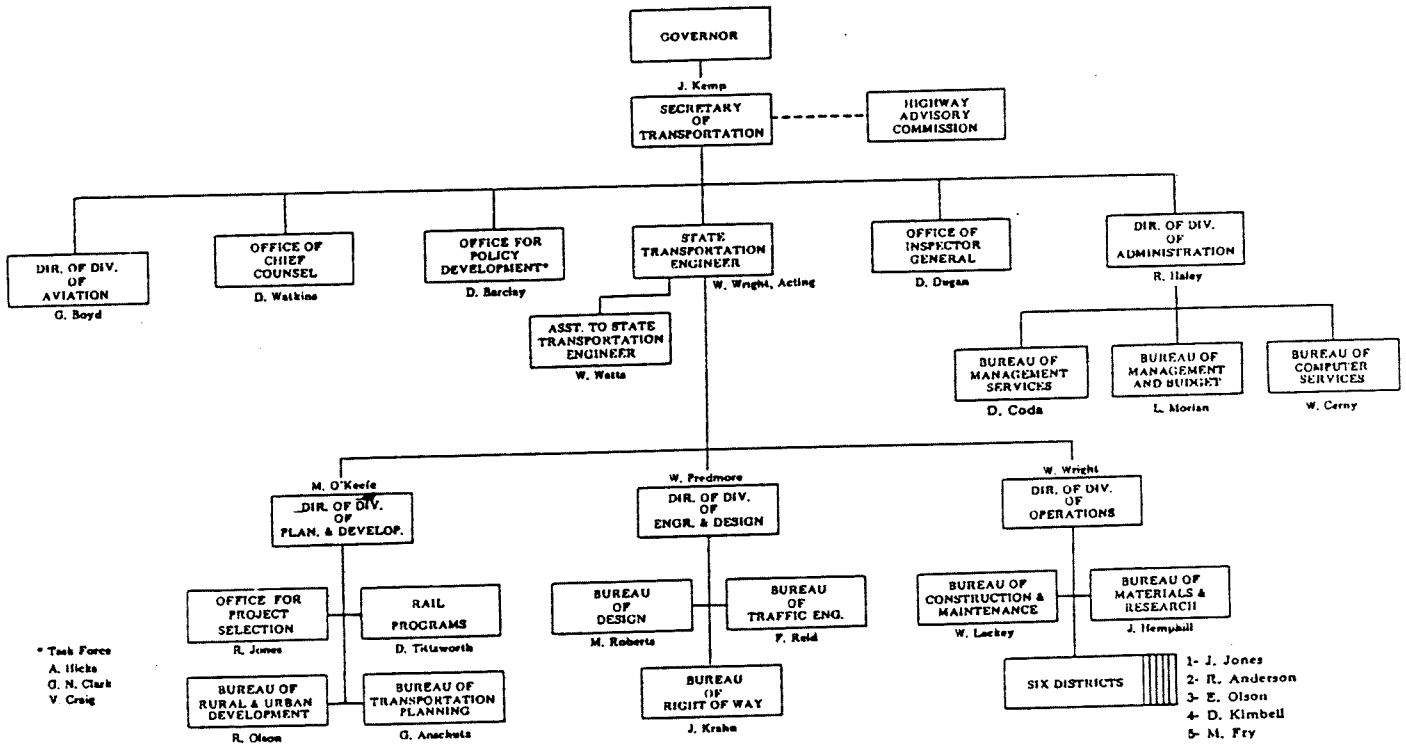 GOVERNOR
J. Kemp
SECRETARY
OF
TRANSPORTATION
HIGHWAY
ADVISORY
COMMISSION
DIR. OF DIV.
OF
AVIATION
G. Boyd
OFFICE OF
CHIEF
COUNSEL
D. Watkins
OFFICE FOR
POLICY
DEVELOPMENT*
D. Barclay
STATE
TRANSPORTATION
ENGINEER
W. Wright, Acting
OFFICE OF
INSPECTOR
GENERAL
D. Dugan
DIR. OF DIV.
OF
ADMINISTRATION
R. Haley
ASST. TO STATE
TRANSPORTATION
ENGINEER
W. Watts
BUREAU OF
MANAGEMENT
SERVICES
D. Coda
BUREAU OF
MANAGEMENT
AND BUDGET
L. Morian
BUREAU OF
COMPUTER
SERVICES
W. Cerny
M. O'Keefe
DIR. OF DIV.
OF
PLAN. & DEVELOP.
W. Predmore
DIR. OF DIV.
OF
ENGR. & DESIGN
W. Wright
DIR. OF DIV.
OF
OPERATIONS
OFFICE FOR
PROJECT
SELECTION
R. Jones
RAIL
PROGRAMS
D. Tittsworth
BUREAU
OF
DESIGN
M. Roberts
BUREAU
OF
TRAFFIC ENG.
F. Reid
BUREAU OF
CONSTRUCTION &
MAINTENANCE
W. Lackey
BUREAU OF
MATERIALS &
RESEARCH
J. Hemphill
* Task Force
A. Hicks
G. N. Clark
V. Craig
BUREAU OF
RURAL & URBAN
DEVELOPMENT
R. Olson
BUREAU OF
TRANSPORTATION
PLANNING
G. Anschutz
BUREAU
OF
RIGHT OF WAY
J. Krahn
SIX DISTRICTS
1- J. Jones
2- R. Anderson
3- E. Olson
4- D. Kimbell
5- M. Fry